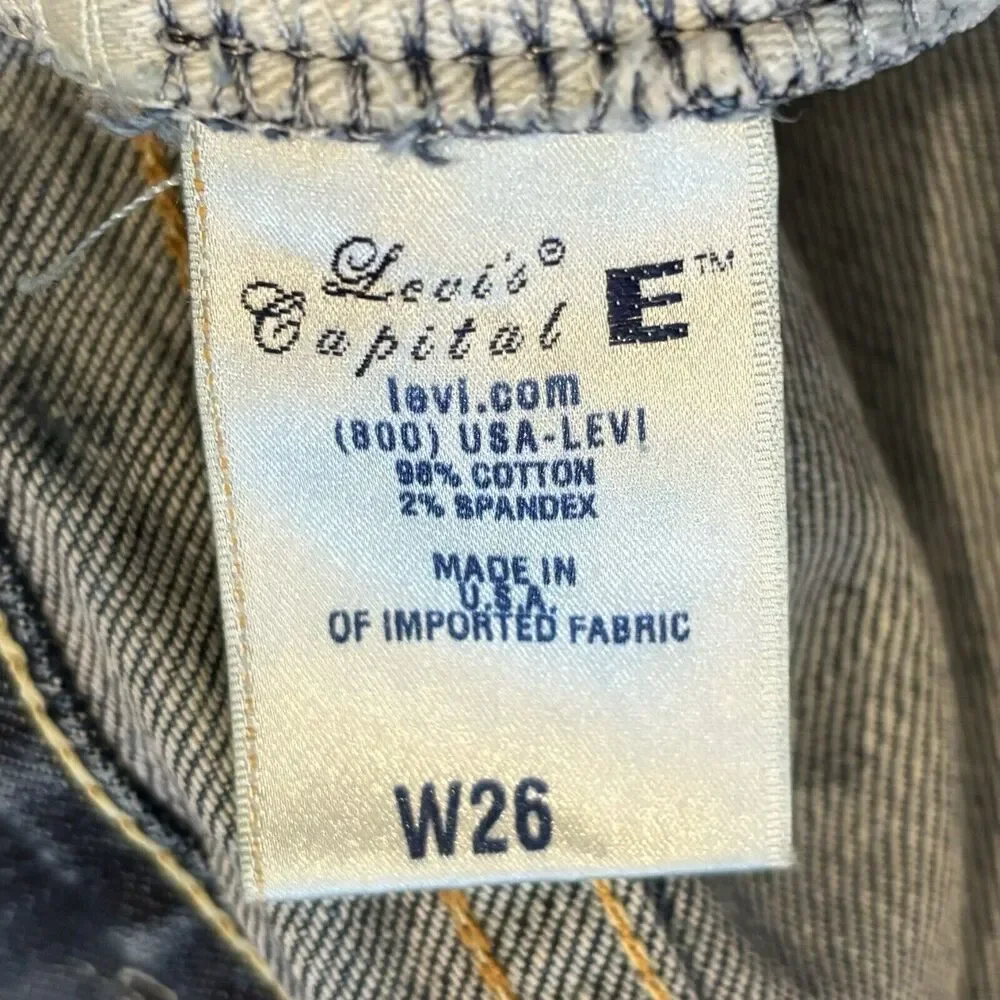 Levi's®
Capital E™
levi.com
(800) USA-LEVI
98% COTTON
2% SPANDEX
MADE IN
U.S.A.
OF IMPORTED FABRIC
W26